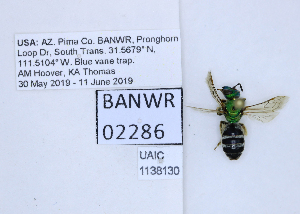 USA: AZ. Pima Co. BANWR, Pronghorn
Loop Dr, South Trans. 31.5679° N,
111.5104° W. Blue vane trap.
AM Hoover, KA Thomas
30 May 2019 - 11 June 2019
BANWR
02286
UAIC
1138130